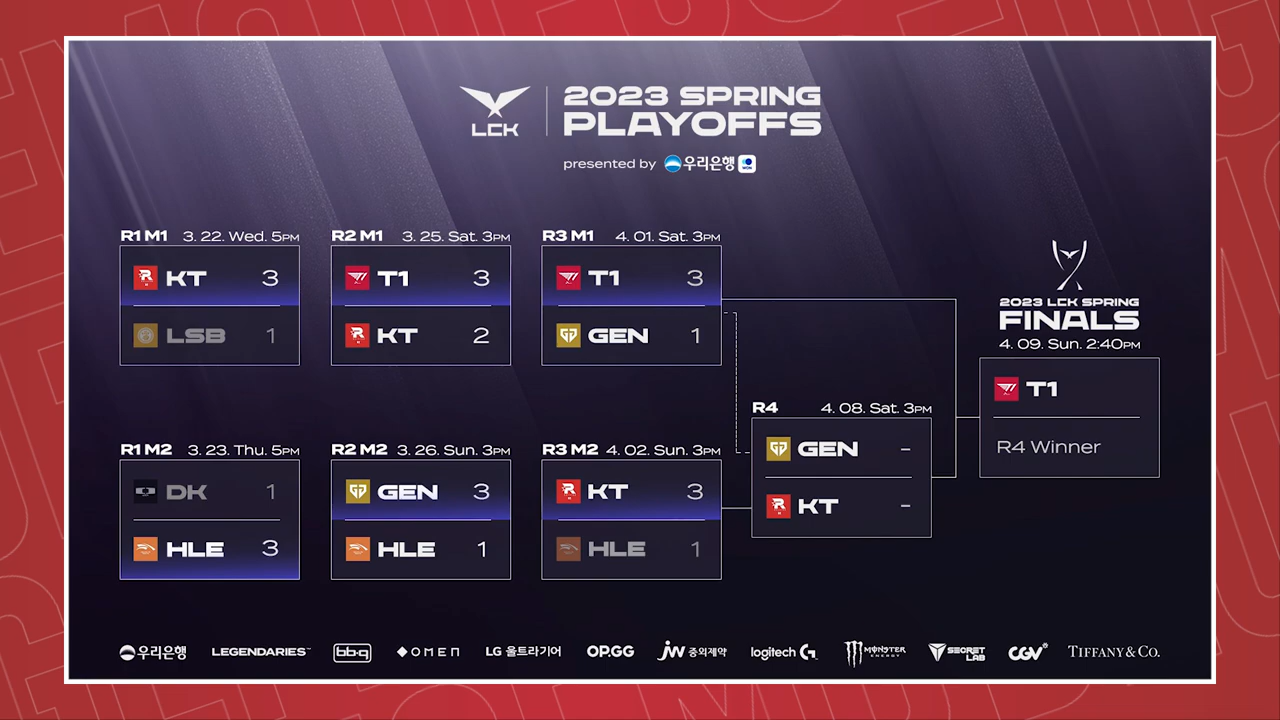 LCK
2023 SPRING
PLAYOFFS
presented by 우리은행 WON
R1 M1 3. 22. Wed. 5PM
KT 3
LSB 1
R2 M1 3. 25. Sat. 3PM
T1 3
KT 2
R3 M1 4. 01. Sat. 3PM
T1 3
GEN 1
2023 LCK SPRING
FINALS
4. 09. Sun. 2:40PM
T1
R4 Winner
R4 4. 08. Sat. 3PM
GEN -
KT -
R1 M2 3. 23. Thu. 5PM
DK 1
HLE 3
R2 M2 3. 26. Sun. 3PM
GEN 3
HLE 1
R3 M2 4. 02. Sun. 3PM
KT 3
HLE 1
우리은행 LEGENDARIES™ bb.q OMEN LG 울트라기어 OP.GG JW 중외제약 logitech G MONSTER ENERGY SECRET LAB CGV TIFFANY & CO.